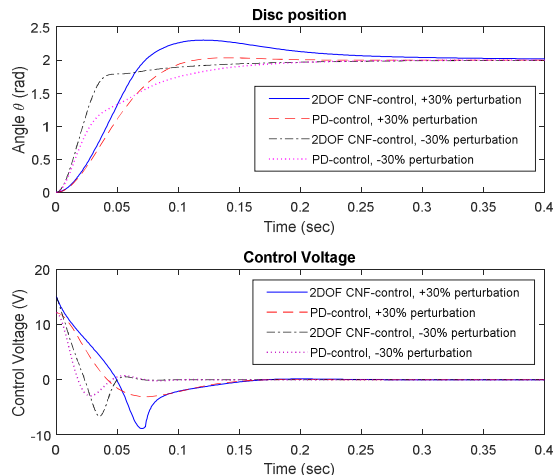 Disc position
Angle θ (rad)
2.5
2
1.5
1
0.5
0
2DOF CNF-control, +30% perturbation
PD-control, +30% perturbation
2DOF CNF-control, -30% perturbation
PD-control, -30% perturbation
0 0.05 0.1 0.15 0.2 0.25 0.3 0.35 0.4
Time (sec)
Control Voltage
Control Voltage (V)
20
10
0
-10
2DOF CNF-control, +30% perturbation
PD-control, +30% perturbation
2DOF CNF-control, -30% perturbation
PD-control, -30% perturbation
0 0.05 0.1 0.15 0.2 0.25 0.3 0.35 0.4
Time (sec)